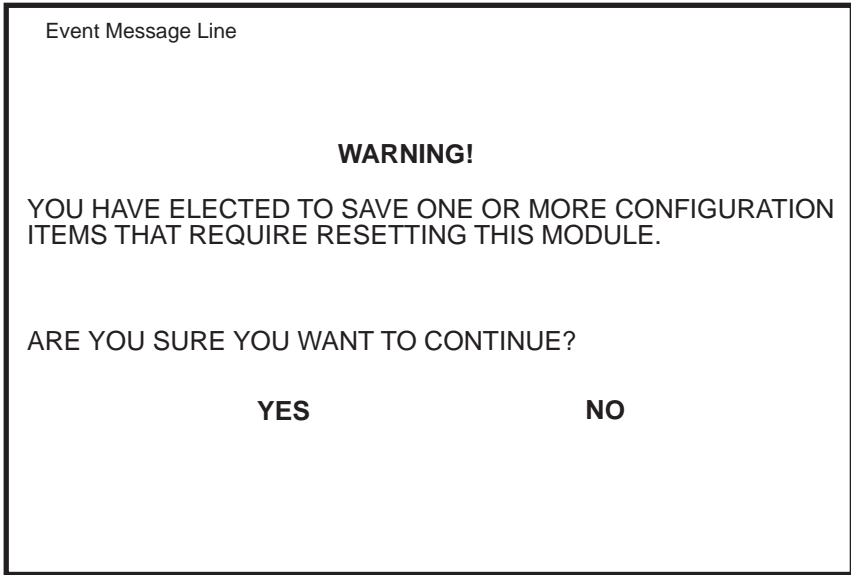 Event Message Line
WARNING!
YOU HAVE ELECTED TO SAVE ONE OR MORE CONFIGURATION
ITEMS THAT REQUIRE RESETTING THIS MODULE.
ARE YOU SURE YOU WANT TO CONTINUE?
YES NO